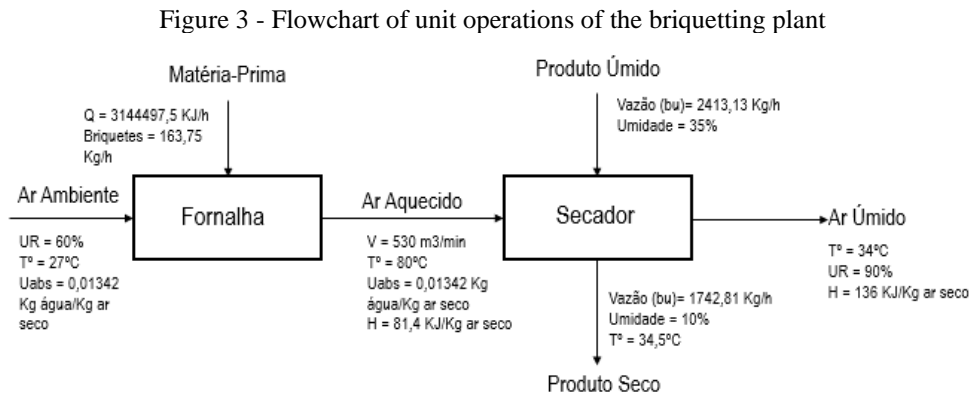 Figure 3 - Flowchart of unit operations of the briquetting plant
Matéria-Prima
Q = 3144497,5 KJ/h
Briquetes = 163,75
Kg/h
Produto Úmido
Vazão (bu)= 2413,13 Kg/h
Umidade = 35%
Ar Ambiente
UR = 60%
Tº = 27ºC
Uabs = 0,01342
Kg água/Kg ar
seco
Fornalha
Ar Aquecido
V = 530 m3/min
Tº = 80ºC
Uabs = 0,01342 Kg
água/Kg ar seco
H = 81,4 KJ/Kg ar seco
Secador
Ar Úmido
Tº = 34ºC
UR = 90%
H = 136 KJ/Kg ar seco
Vazão (bu)= 1742,81 Kg/h
Umidade = 10%
Tº = 34,5ºC
Produto Seco